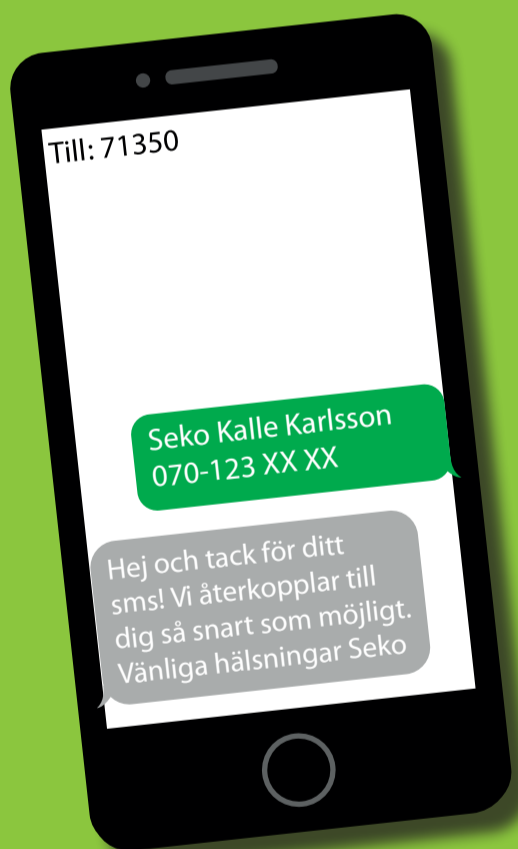 Till: 71350
Seko Kalle Karlsson
070-123 XX XX
Hej och tack för ditt
sms! Vi återkopplar till
dig så snart som möjligt.
Vänliga hälsningar Seko